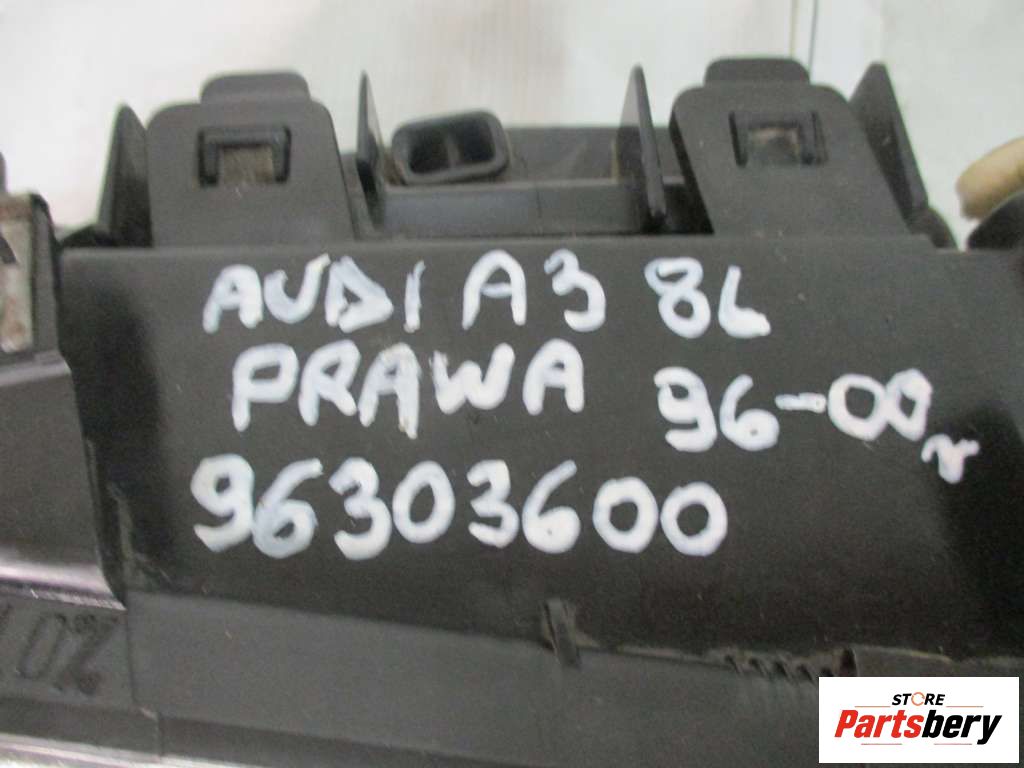 AUDI A3 8L
PRAWA 96-00r
96303600
STORE
Partsbery